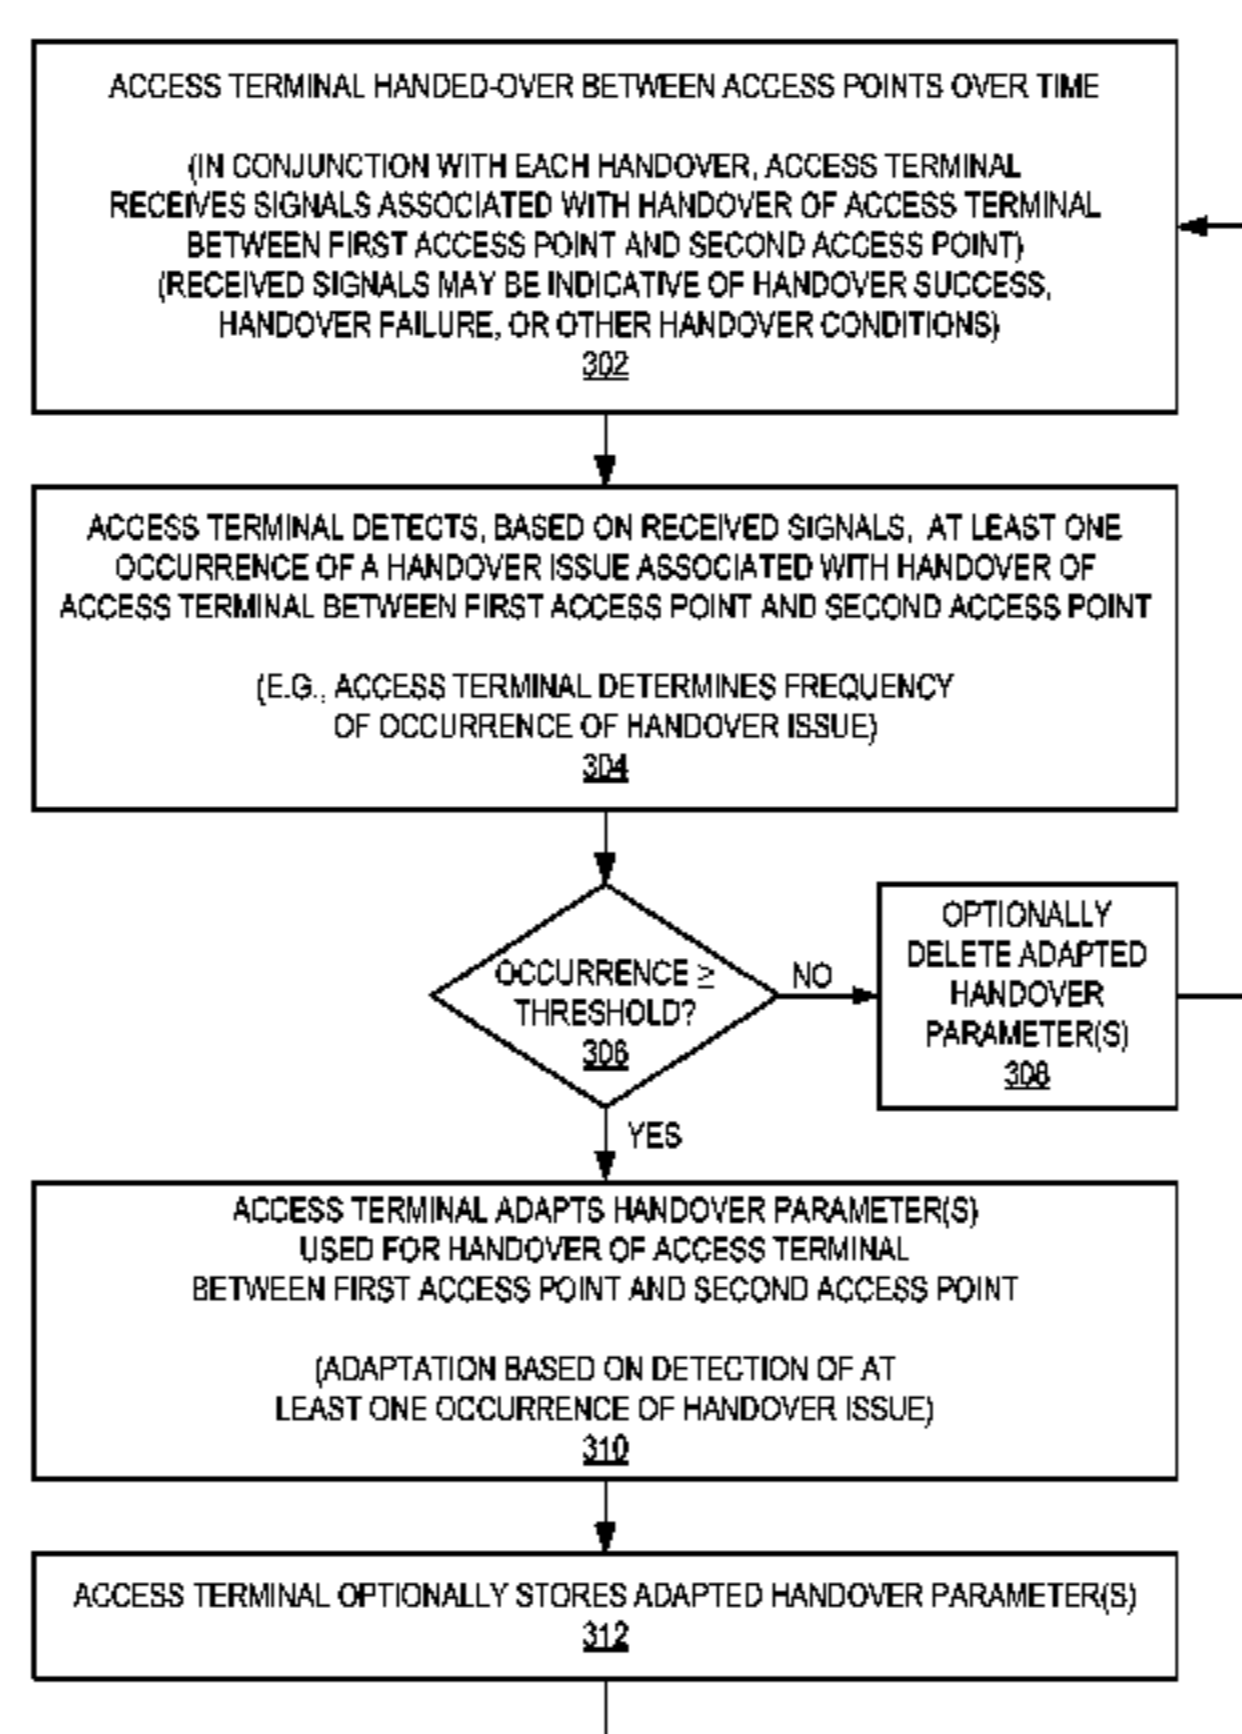 ACCESS TERMINAL HANDED-OVER BETWEEN ACCESS POINTS OVER TIME
(IN CONJUNCTION WITH EACH HANDOVER, ACCESS TERMINAL
RECEIVES SIGNALS ASSOCIATED WITH HANDOVER OF ACCESS TERMINAL
BETWEEN FIRST ACCESS POINT AND SECOND ACCESS POINT)
(RECEIVED SIGNALS MAY BE INDICATIVE OF HANDOVER SUCCESS,
HANDOVER FAILURE, OR OTHER HANDOVER CONDITIONS)
302
ACCESS TERMINAL DETECTS, BASED ON RECEIVED SIGNALS, AT LEAST ONE
OCCURRENCE OF A HANDOVER ISSUE ASSOCIATED WITH HANDOVER OF
ACCESS TERMINAL BETWEEN FIRST ACCESS POINT AND SECOND ACCESS POINT
(E.G., ACCESS TERMINAL DETERMINES FREQUENCY
OF OCCURRENCE OF HANDOVER ISSUE)
304
OCCURRENCE ≥
THRESHOLD?
306
NO
OPTIONALLY
DELETE ADAPTED
HANDOVER
PARAMETER(S)
308
YES
ACCESS TERMINAL ADAPTS HANDOVER PARAMETER(S)
USED FOR HANDOVER OF ACCESS TERMINAL
BETWEEN FIRST ACCESS POINT AND SECOND ACCESS POINT
(ADAPTATION BASED ON DETECTION OF AT
LEAST ONE OCCURRENCE OF HANDOVER ISSUE)
310
ACCESS TERMINAL OPTIONALLY STORES ADAPTED HANDOVER PARAMETER(S)
312